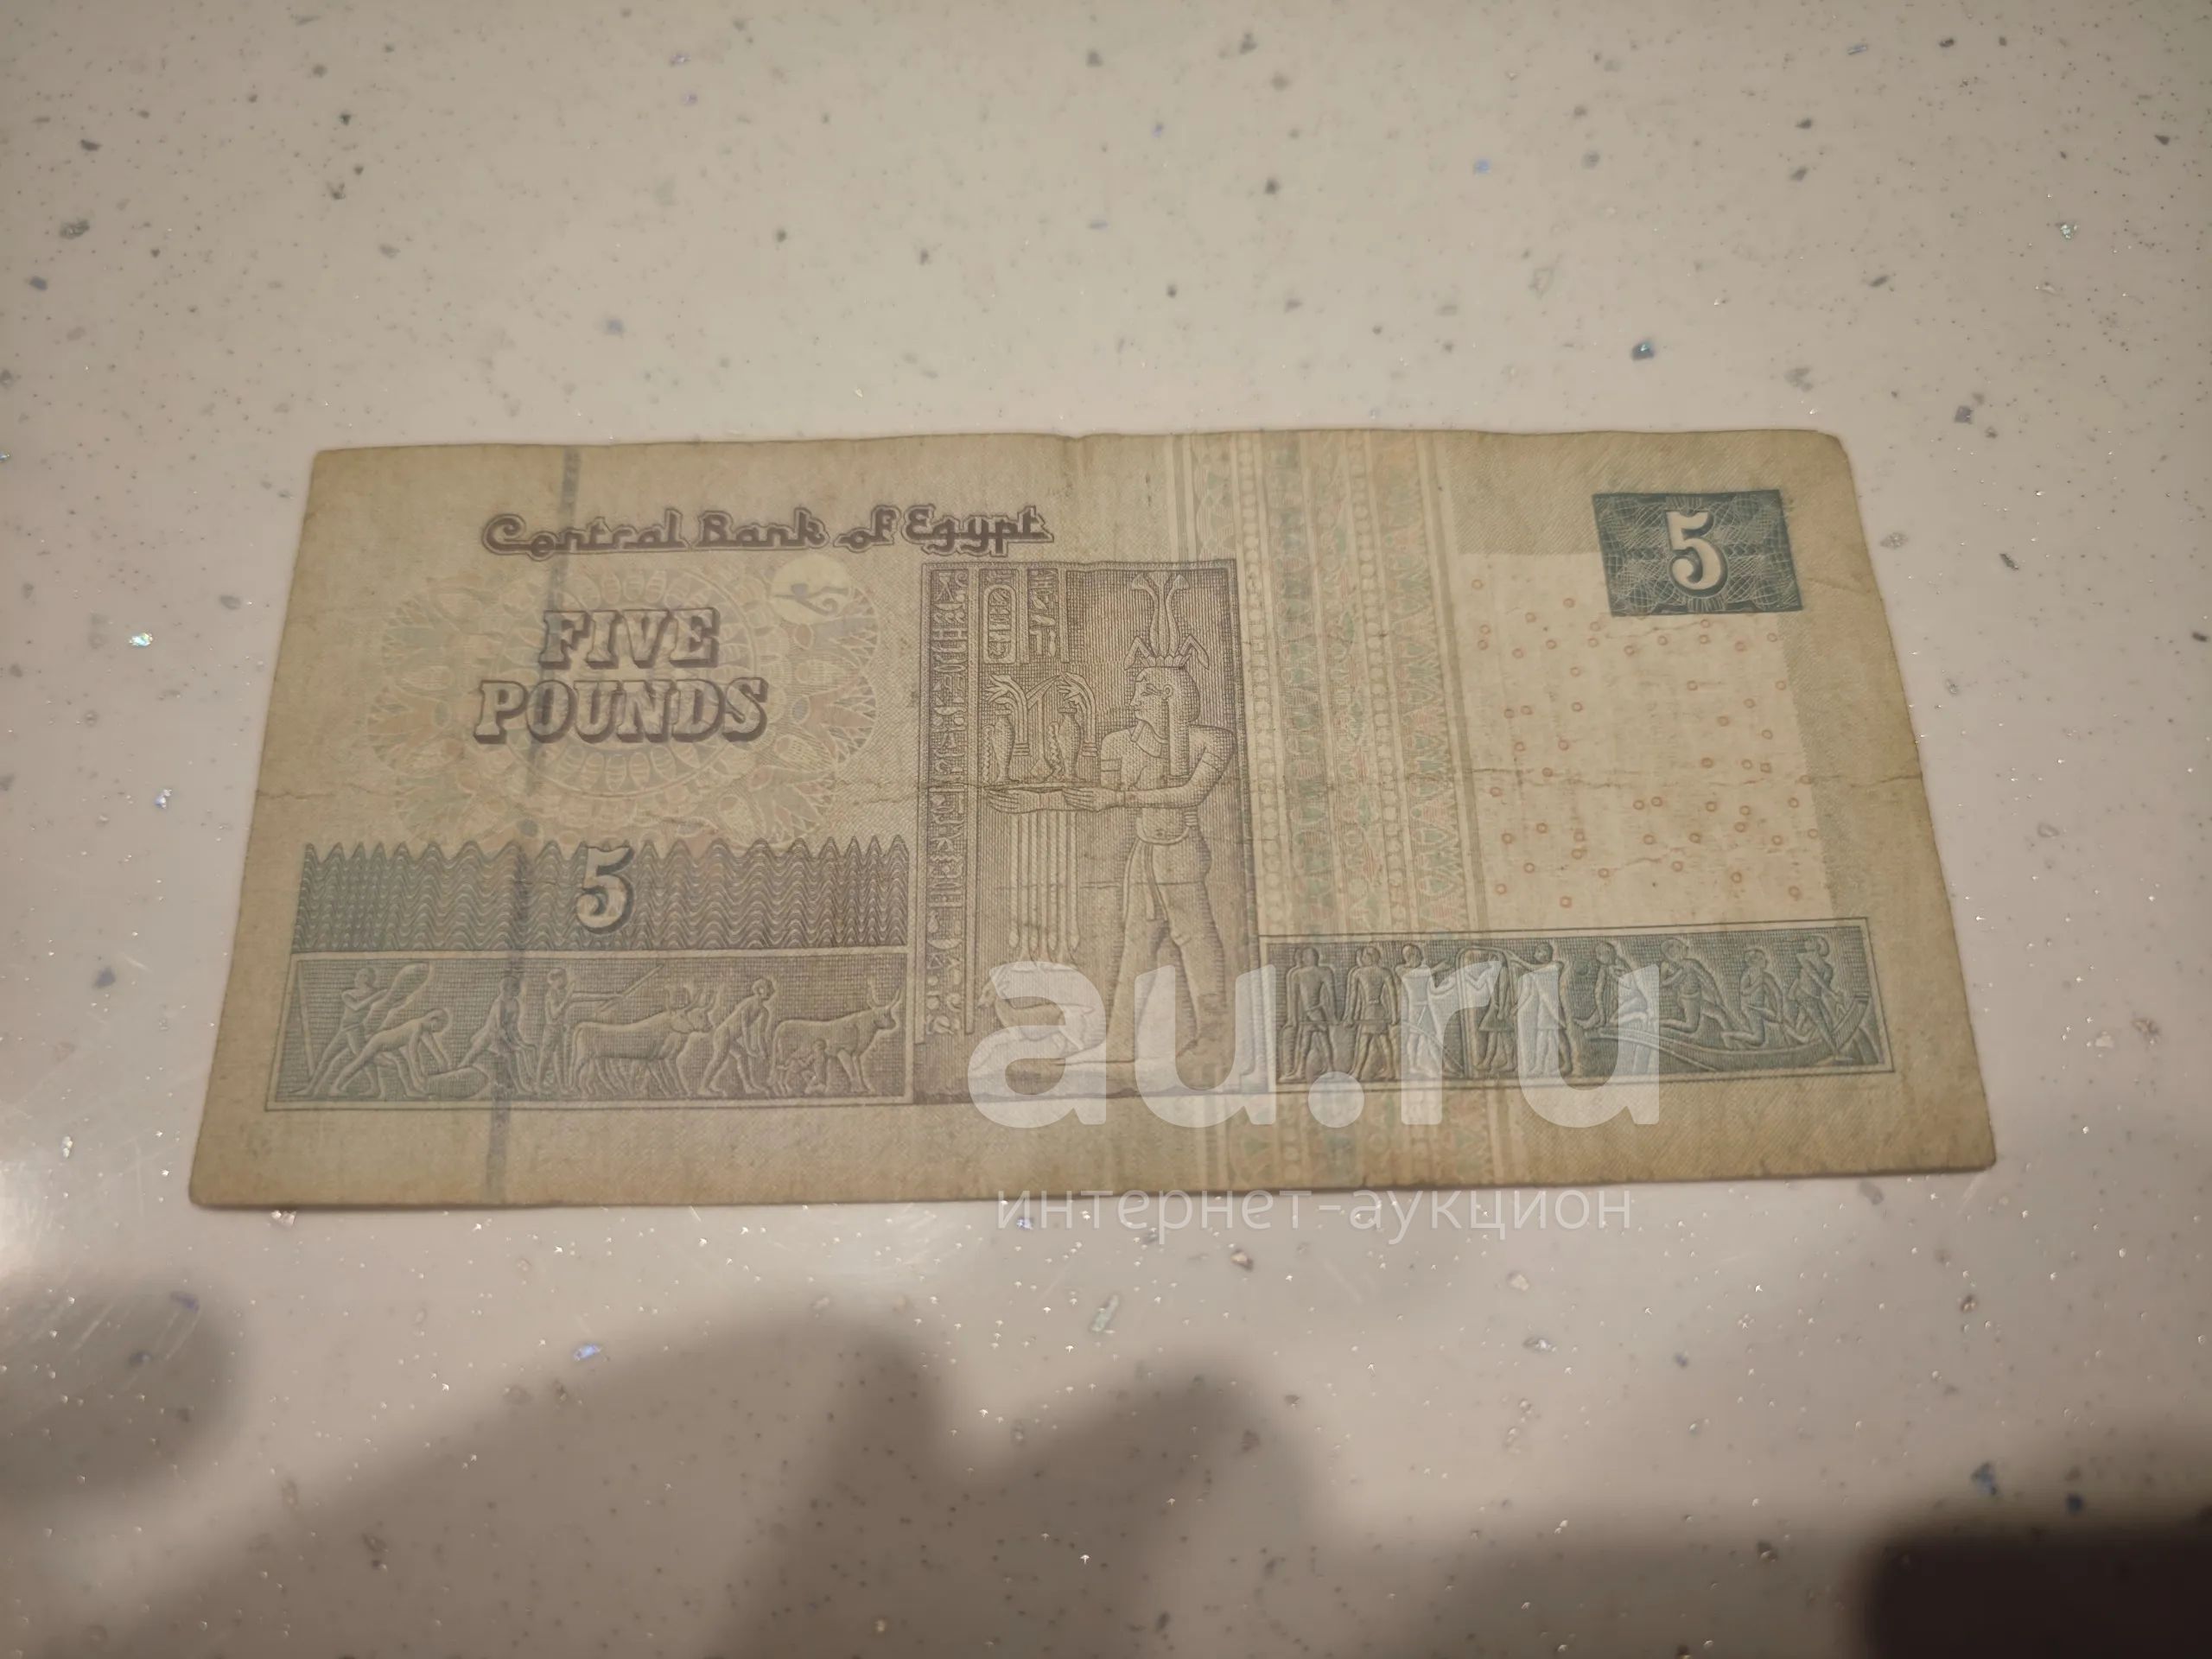 Central Bank of Egypt
5
FIVE
POUNDS
5
au.ru
интернет-аукцион